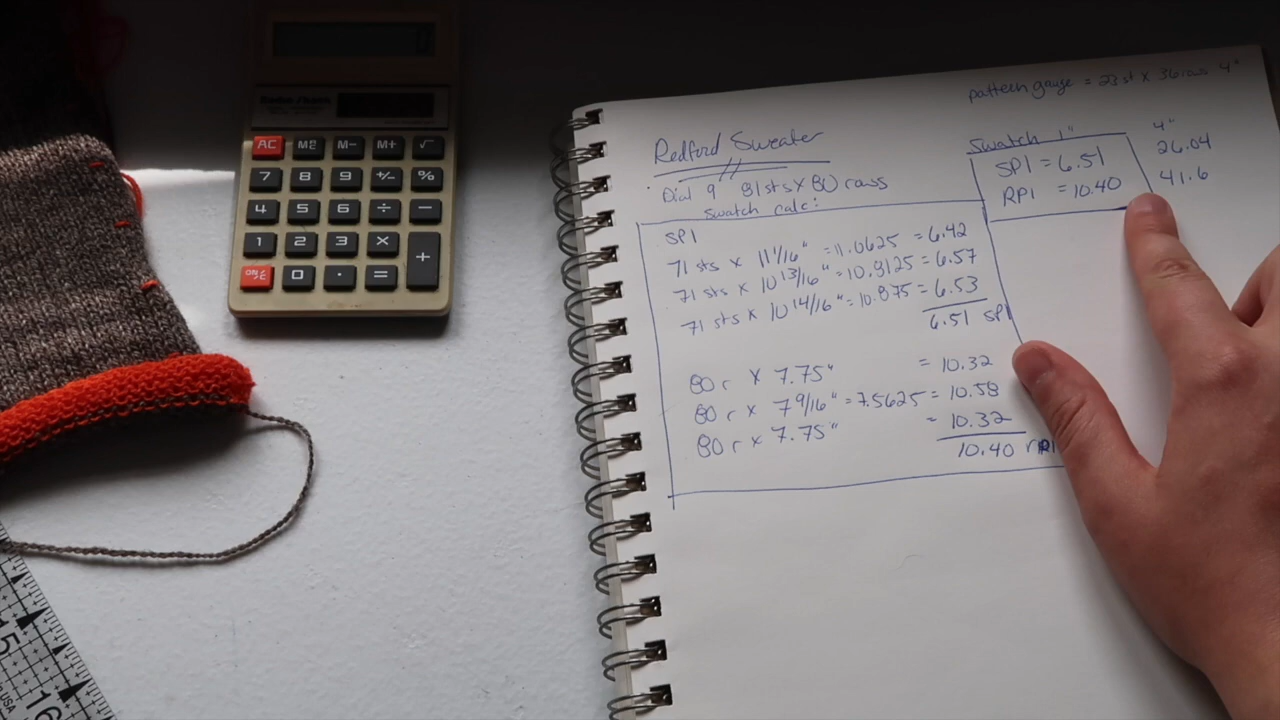 pattern gauge = 23 st x 36 rows 4"
Redford Sweater
Dial 9 81 sts x 80 rows
swatch calc:
Swatch 1"
SPI = 6.51
RPI = 10.40
4"
26.04
41.6
SPI
71 sts x 11 1/16" = 11.0625 = 6.42
71 sts x 10 13/16" = 10.8125 = 6.57
71 sts x 10 14/16" = 10.875 = 6.53
6.51 SPI
80 r x 7.75" = 10.32
80 r x 7 9/16" = 7.5625 = 10.58
80 r x 7.75" = 10.32
10.40 RPI
AC M≥ M- M+ √
7 8 9 +/- %
4 5 6 ÷ −
1 2 3 X +
0 · =
15
16
USA